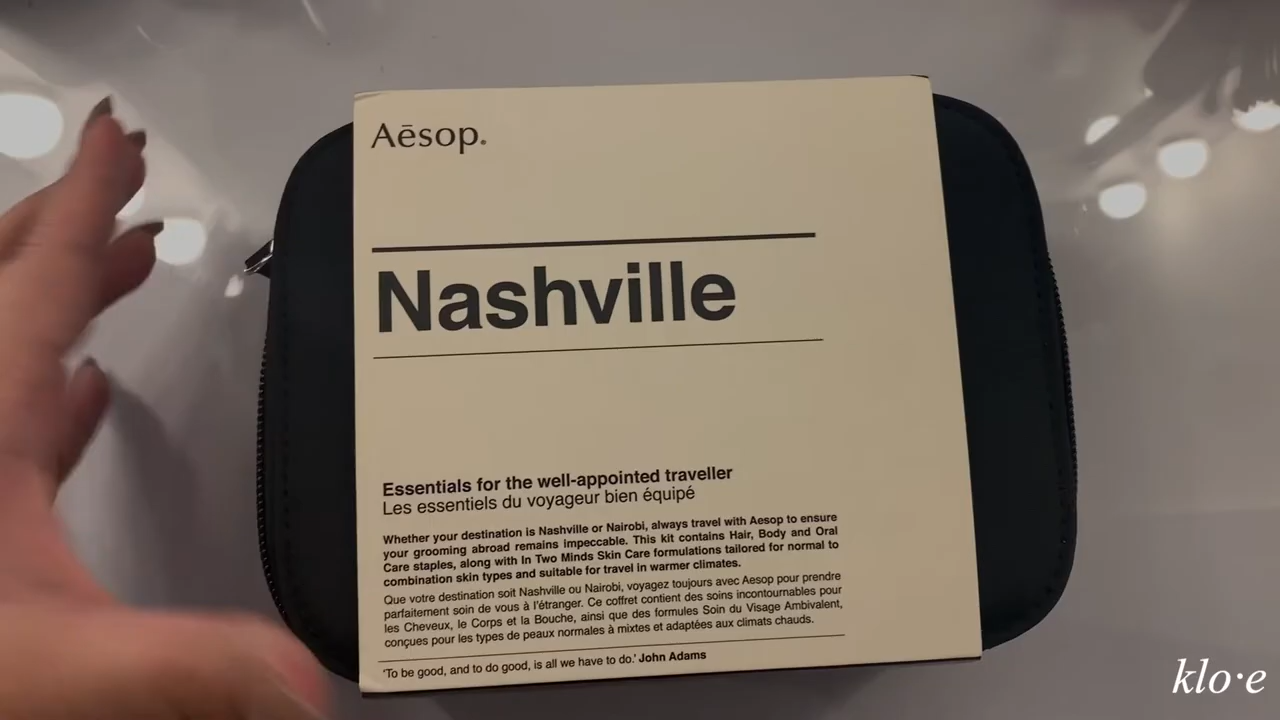 Aēsop.
Nashville
Essentials for the well-appointed traveller
Les essentiels du voyageur bien équipé
Whether your destination is Nashville or Nairobi, always travel with Aesop to ensure
your grooming abroad remains impeccable. This kit contains Hair, Body and Oral
Care staples, along with In Two Minds Skin Care formulations tailored for normal to
combination skin types and suitable for travel in warmer climates.
Que votre destination soit Nashville ou Nairobi, voyagez toujours avec Aesop pour prendre
parfaitement soin de vous à l'étranger. Ce coffret contient des soins incontournables pour
les Cheveux, le Corps et la Bouche, ainsi que des formules Soin du Visage Ambivalent,
conçues pour les types de peaux normales à mixtes et adaptées aux climats chauds.
'To be good, and to do good, is all we have to do.' John Adams
klo·e